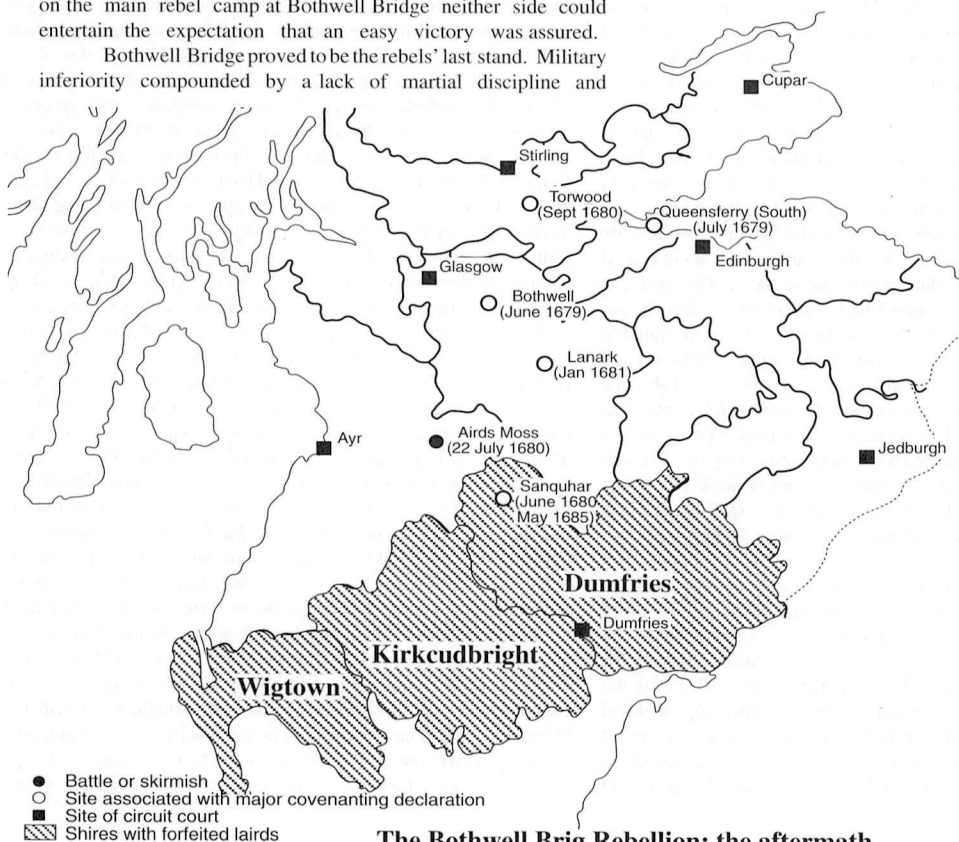 on the main rebel camp at Bothwell Bridge neither side could
entertain the expectation that an easy victory was assured.
Bothwell Bridge proved to be the rebels' last stand. Military
inferiority compounded by a lack of martial discipline and
Cupar
Stirling
Torwood
(Sept 1680)
Queensferry (South)
(July 1679)
Edinburgh
Glasgow
Bothwell
(June 1679)
Lanark
(Jan 1681)
Ayr
Airds Moss
(22 July 1680)
Jedburgh
Sanquhar
(June 1680
May 1685)
Dumfries
Dumfries
Kirkcudbright
Wigtown
Battle or skirmish
Site associated with major covenanting declaration
Site of circuit court
Shires with forfeited lairds
The Bothwell Brig Rebellion: the aftermath